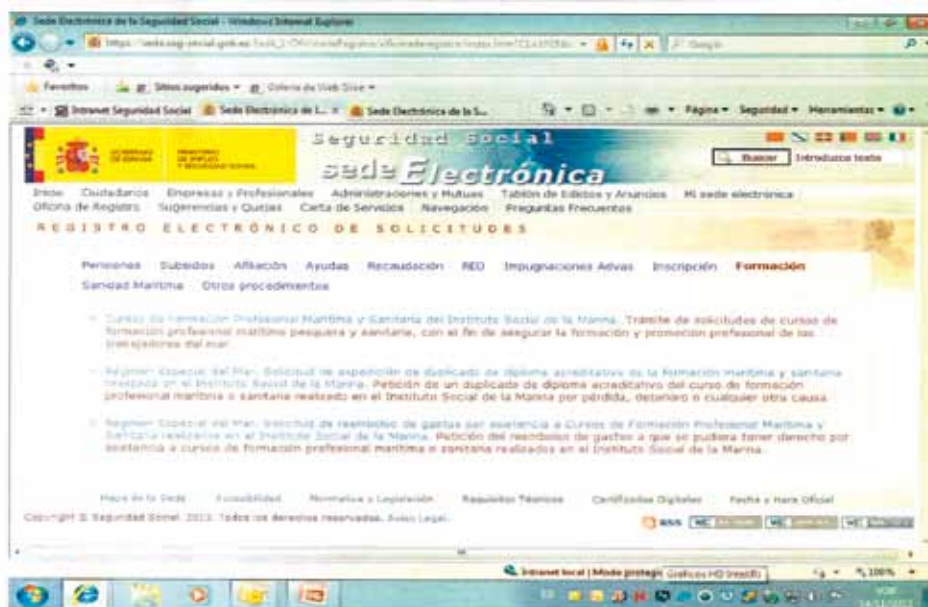 Sede Electrónica de la Seguridad Social - Windows Internet Explorer
Favoritos Sitios sugeridos Galería de Web Slice
Intranet Seguridad Social Sede Electrónica de l... Sede Electrónica de la S... Página Seguridad Herramientas
GOBIERNO DE ESPAÑA MINISTERIO DE EMPLEO Y SEGURIDAD SOCIAL
Seguridad Social
sede Electrónica
Buscar Introduzca texto
Inicio Ciudadanos Empresas y Profesionales Administraciones y Mutuas Tablón de Edictos y Anuncios Mi sede electrónica
Oficina de Registro Sugerencias y Quejas Carta de Servicios Navegación Preguntas Frecuentes
REGISTRO ELECTRÓNICO DE SOLICITUDES
Pensiones Subsidios Afiliación Ayudas Recaudación RED Impugnaciones Advas Inscripción Formación
Sanidad Marítima Otros procedimientos
Cursos de Formación Profesional Marítima y Sanitaria del Instituto Social de la Marina. Trámite de solicitudes de cursos de
formación profesional marítimo pesquera y sanitaria, con el fin de asegurar la formación y promoción profesional de los
trabajadores del mar.
Régimen Especial del Mar. Solicitud de expedición de duplicado de diploma acreditativo de la formación marítima y sanitaria
realizada en el Instituto Social de la Marina. Petición de un duplicado de diploma acreditativo del curso de formación
profesional marítima o sanitaria realizado en el Instituto Social de la Marina por pérdida, deterioro o cualquier otra causa.
Régimen Especial del Mar. Solicitud de reembolso de gastos por asistencia a Cursos de Formación Profesional Marítima y
Sanitaria realizados en el Instituto Social de la Marina. Petición del reembolso de gastos a que se pudiera tener derecho por
asistencia a cursos de formación profesional marítima o sanitaria realizados en el Instituto Social de la Marina.
Mapa de la Sede Accesibilidad Normativa y Legislación Requisitos Técnicos Certificados Digitales Fecha y Hora Oficial
Copyright © Seguridad Social 2013. Todos los derechos reservados. Aviso Legal.
RSS
Intranet local | Modo protegi Gráficos HD Intel(R) 100%